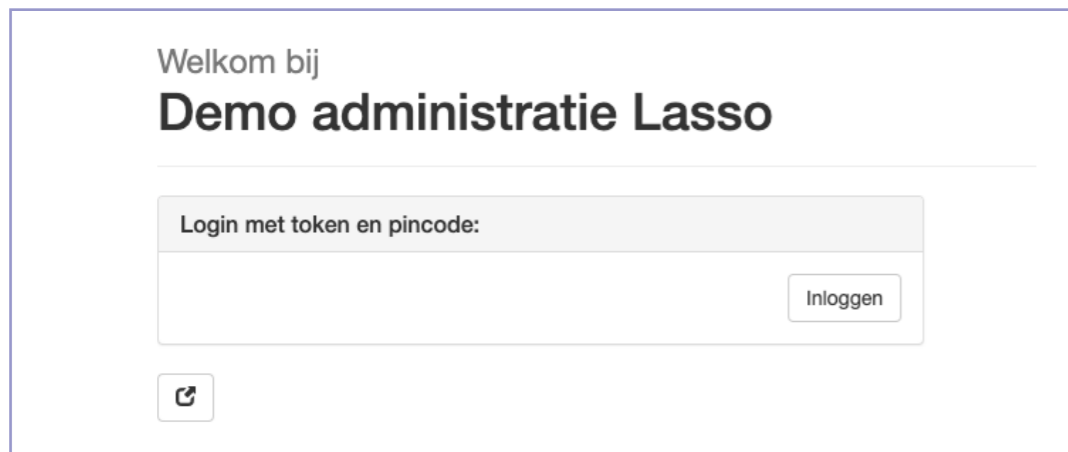 Welkom bij
Demo administratie Lasso
Login met token en pincode:
Inloggen